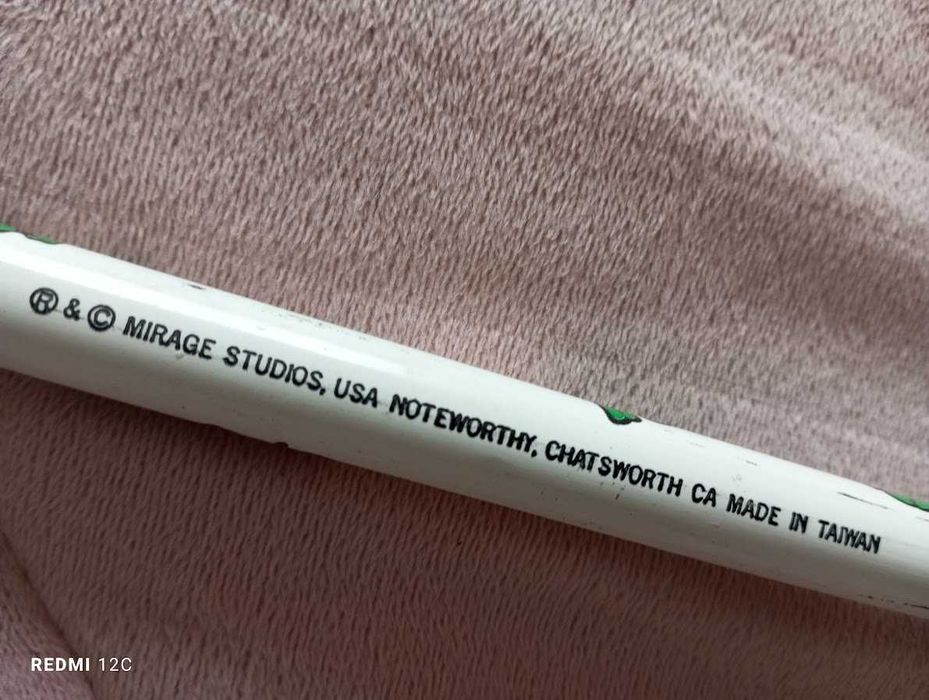 ® & © MIRAGE STUDIOS, USA NOTEWORTHY, CHATSWORTH CA MADE IN TAIWAN
REDMI 12C